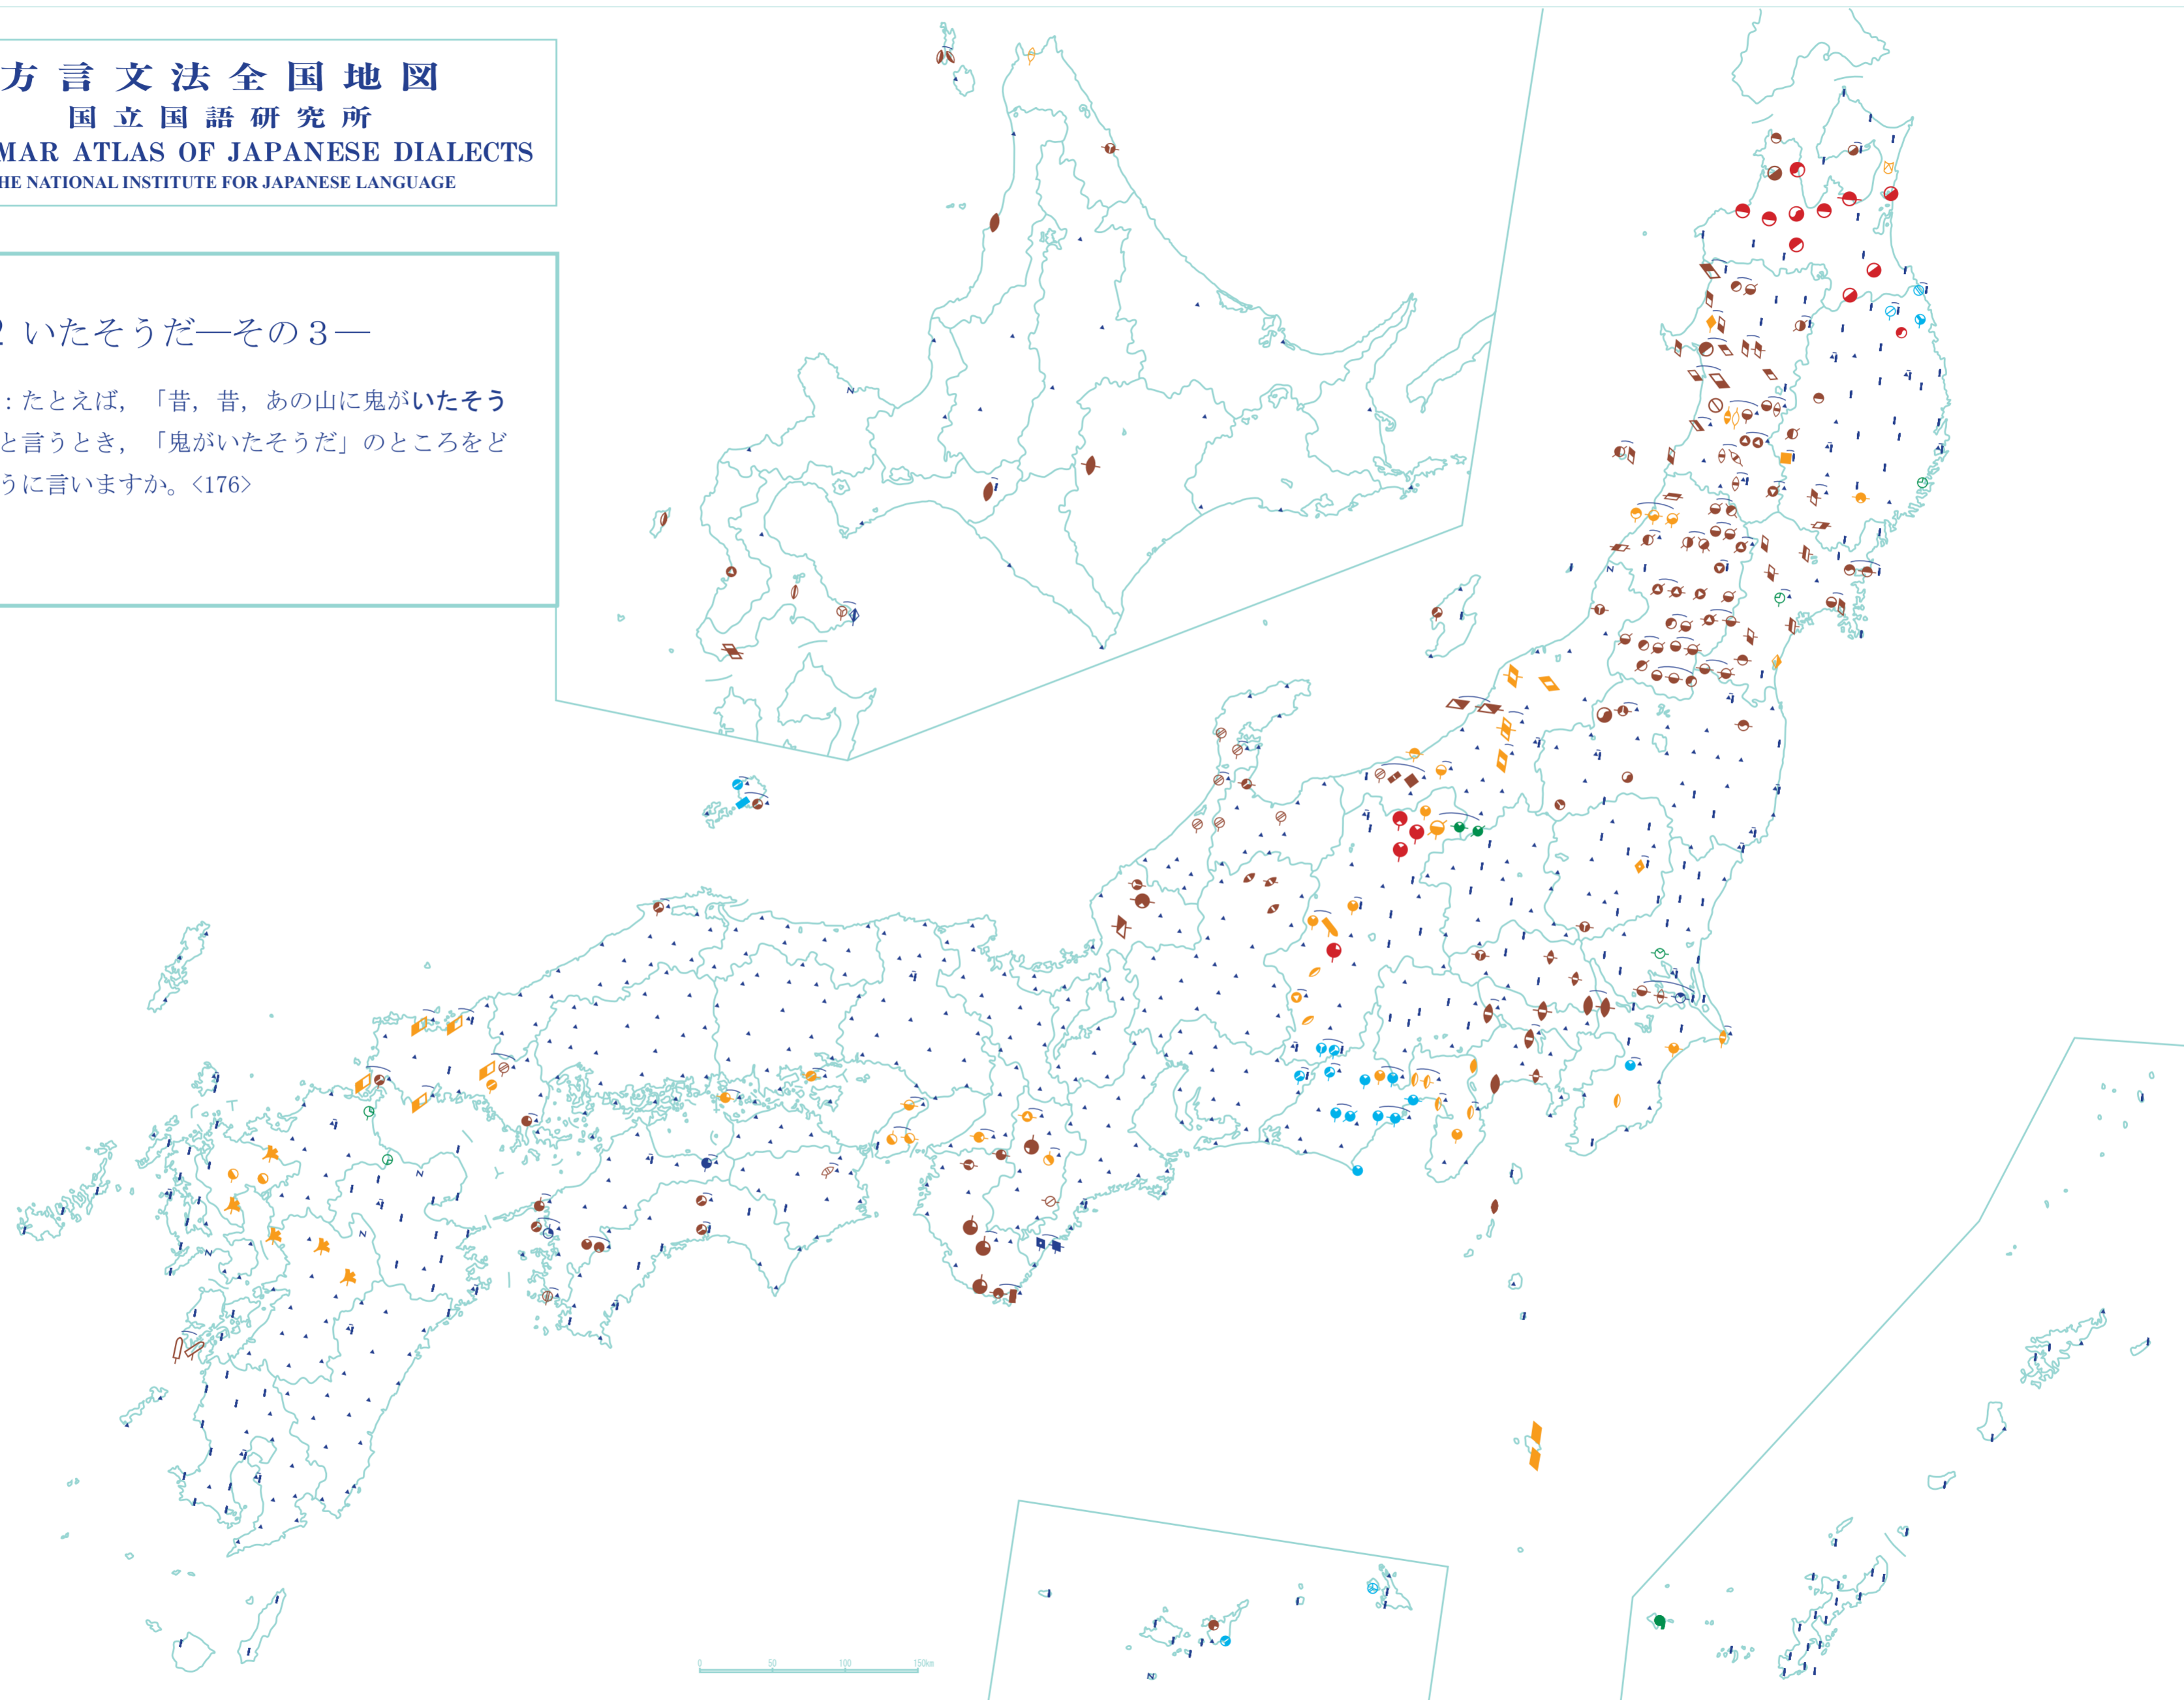 方言文法全国地図
国立国語研究所
MAR ATLAS OF JAPANESE DIALECTS
HE NATIONAL INSTITUTE FOR JAPANESE LANGUAGE
いたそうだ―その3―
:たとえば,「昔,昔,あの山に鬼がいたそう
と言うとき,「鬼がいたそうだ」のところをど
うに言いますか。<176>
N
N
N
N
N
N
0 50 100 150km